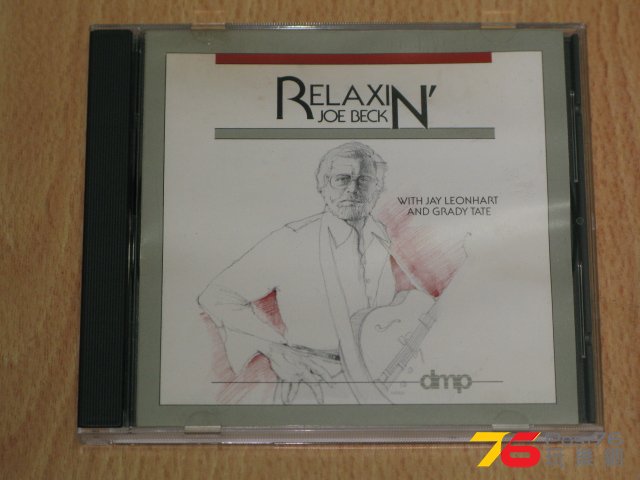 RELAXIN'
JOE BECK
WITH JAY LEONHART
AND GRADY TATE
dmp
76